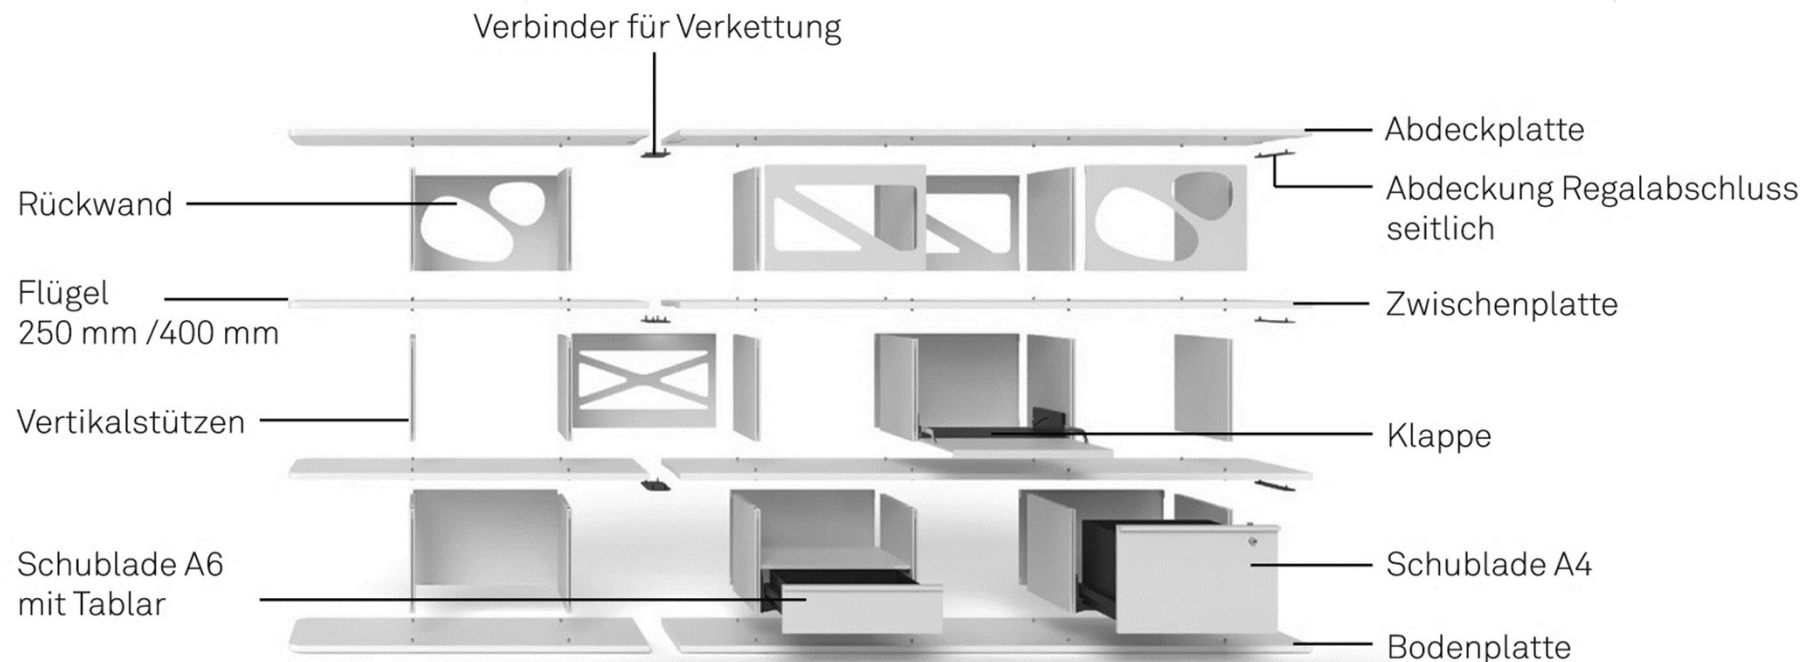 Verbinder für Verkettung
Abdeckplatte
Rückwand
Abdeckung Regalabschluss
seitlich
Flügel
250 mm /400 mm
Zwischenplatte
Vertikalstützen
Klappe
Schublade A6
mit Tablar
Schublade A4
Bodenplatte